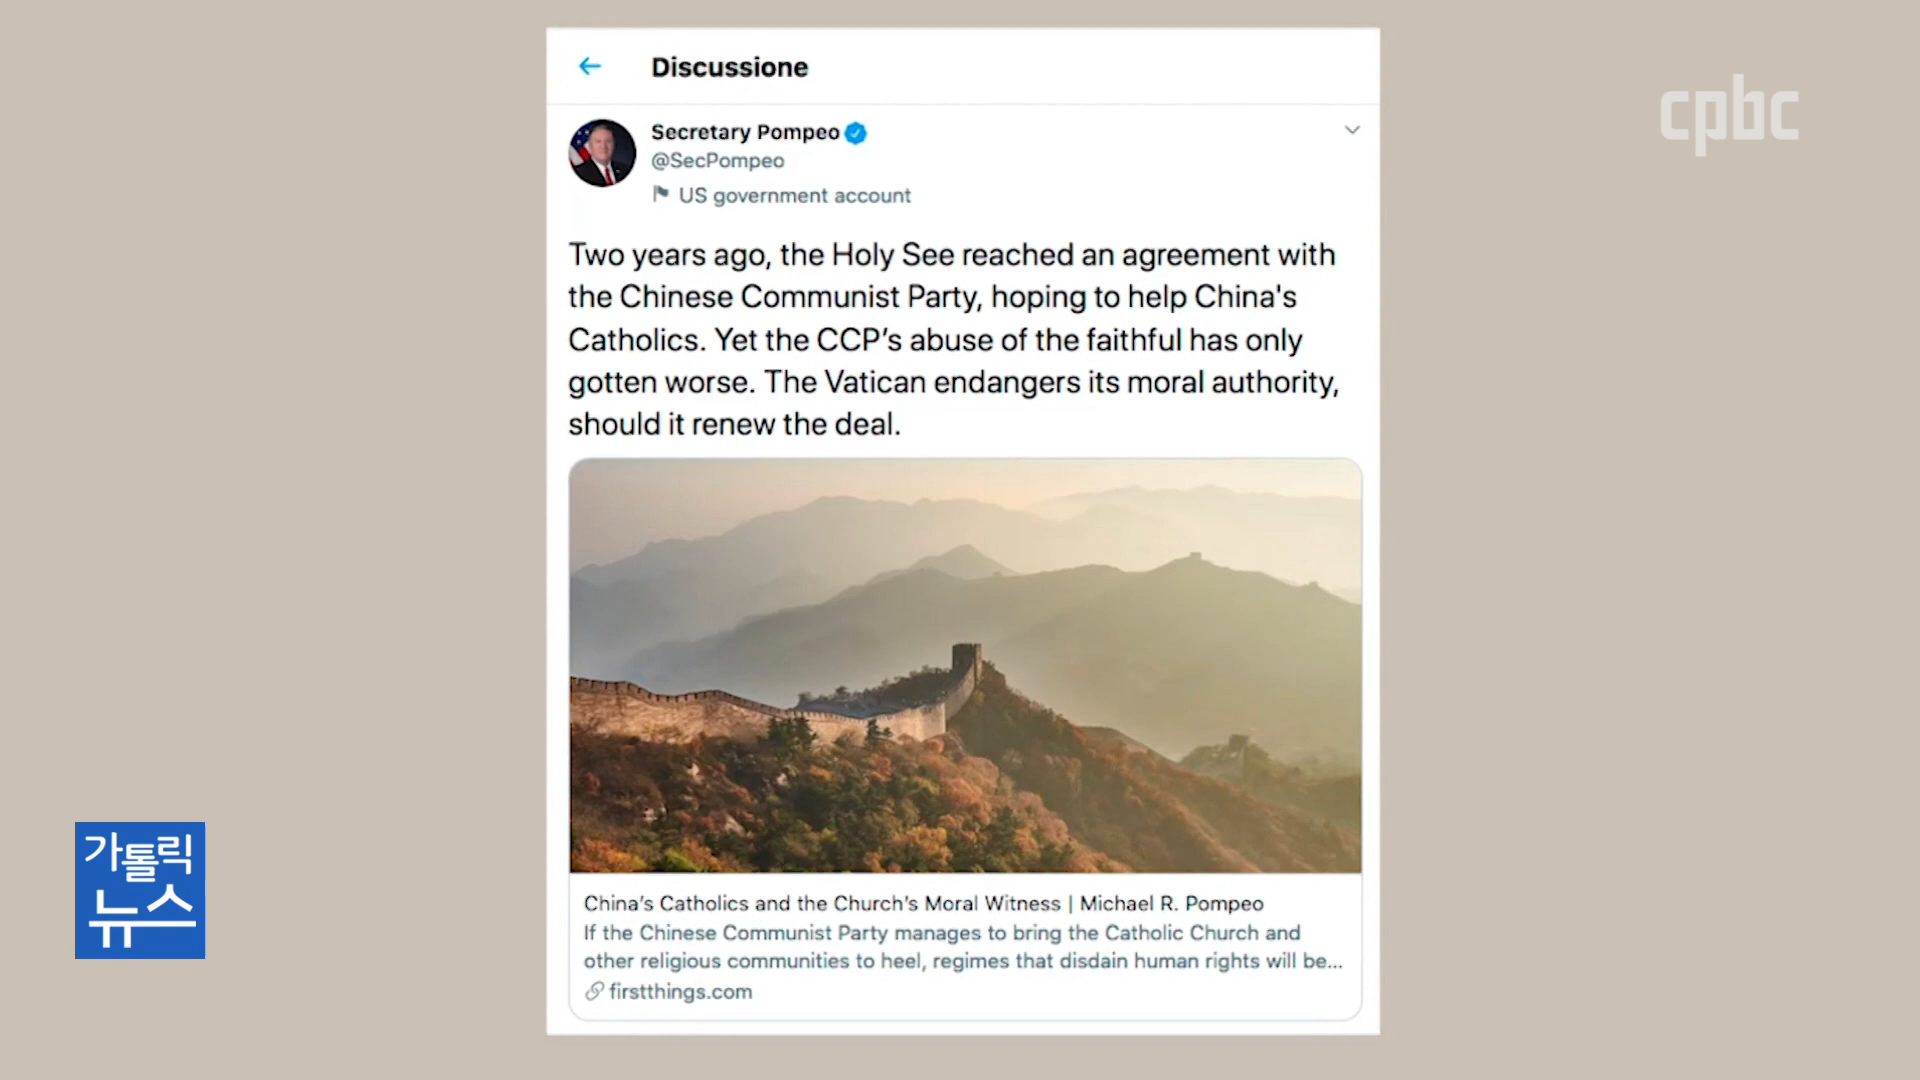 Discussione
cpbc
Secretary Pompeo
@SecPompeo
US government account
Two years ago, the Holy See reached an agreement with
the Chinese Communist Party, hoping to help China's
Catholics. Yet the CCP’s abuse of the faithful has only
gotten worse. The Vatican endangers its moral authority,
should it renew the deal.
China’s Catholics and the Church’s Moral Witness | Michael R. Pompeo
If the Chinese Communist Party manages to bring the Catholic Church and
other religious communities to heel, regimes that disdain human rights will be...
firstthings.com
가톨릭
뉴스